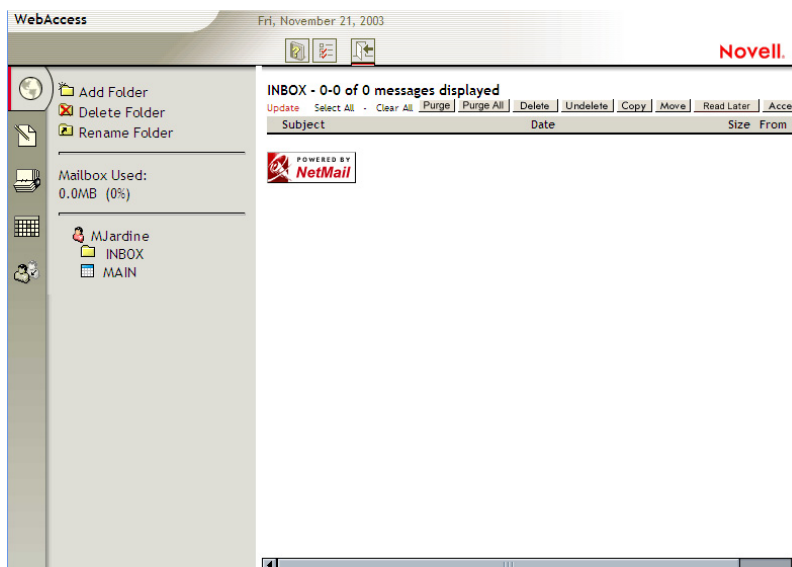 WebAccess
Fri, November 21, 2003
Novell.
Add Folder
Delete Folder
Rename Folder
Mailbox Used:
0.0MB (0%)
MJardine
INBOX
MAIN
INBOX - 0-0 of 0 messages displayed
Update Select All - Clear All Purge Purge All Delete Undelete Copy Move Read Later Acce
Subject Date Size From
POWERED BY
NetMail